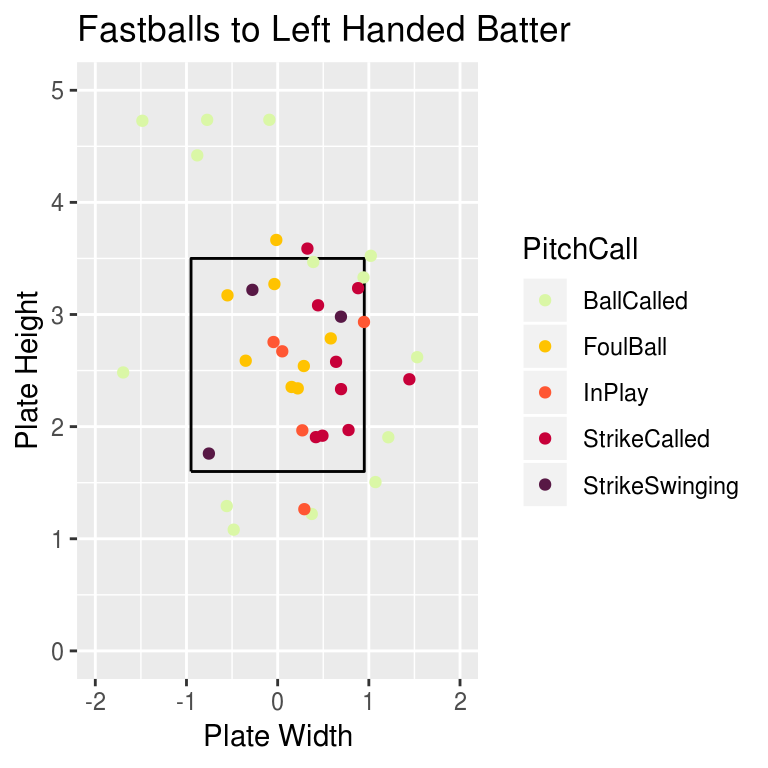 Fastballs to Left Handed Batter
5
4
3
2
1
0
Plate Height
-2 -1 0 1 2
Plate Width
PitchCall
BallCalled
FoulBall
InPlay
StrikeCalled
StrikeSwinging